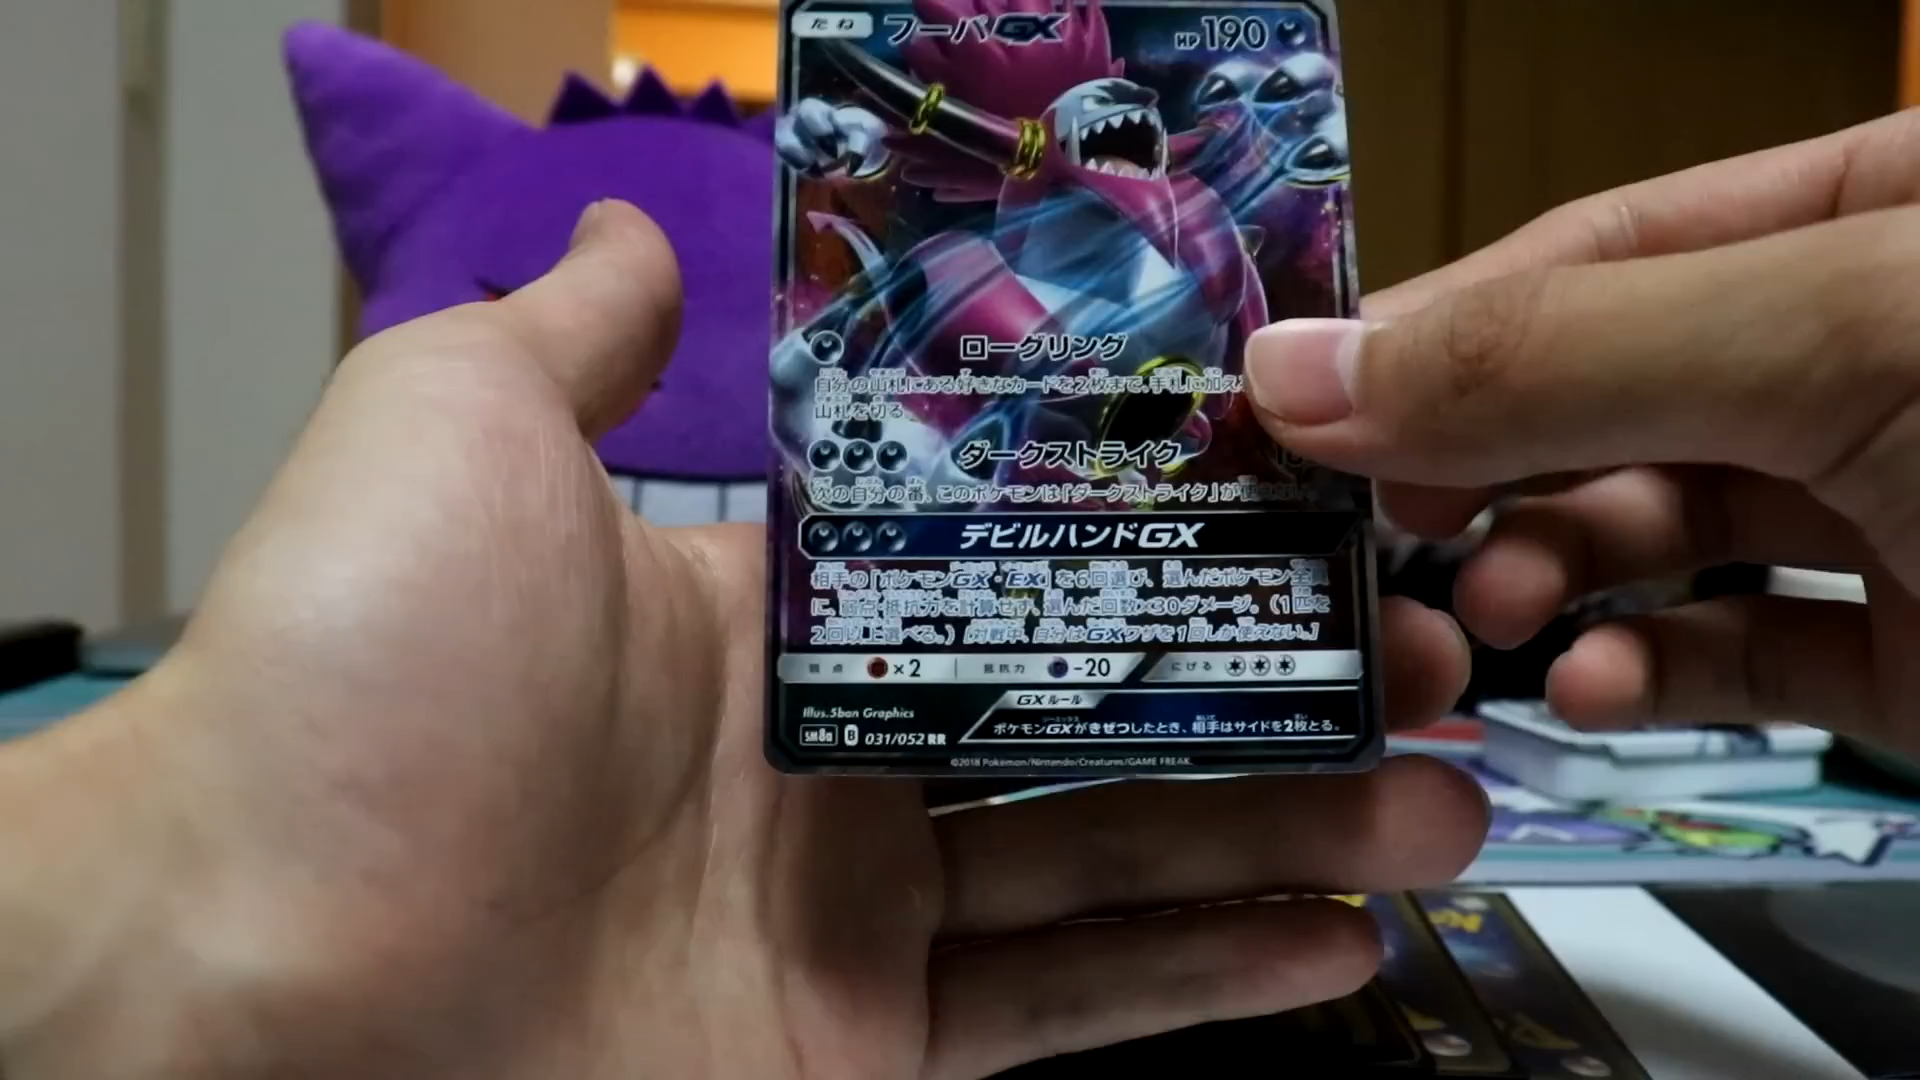 たね フーパGX HP190
ローグリング
自分の山札にある好きなカードを2枚まで、手札に加え
山札を切る。
ダークストライク
次の自分の番、このポケモンは「ダークストライク」が使えない。
デビルハンドGX
相手の「ポケモンGX・EX」を6回選び、選んだポケモン全員
に、弱点・抵抗力を計算せず、選んだ回数×30ダメージ。（1匹を
2回以上選べる。）［対戦中、自分はGXワザを1回しか使えない。］
弱点 ×2 抵抗力 -20 にげる
GXルール
ポケモンGXがきぜつしたとき、相手はサイドを2枚とる。
Illus.5ban Graphics
SM8a B 031/052 RR
©2018 Pokémon/Nintendo/Creatures/GAME FREAK.